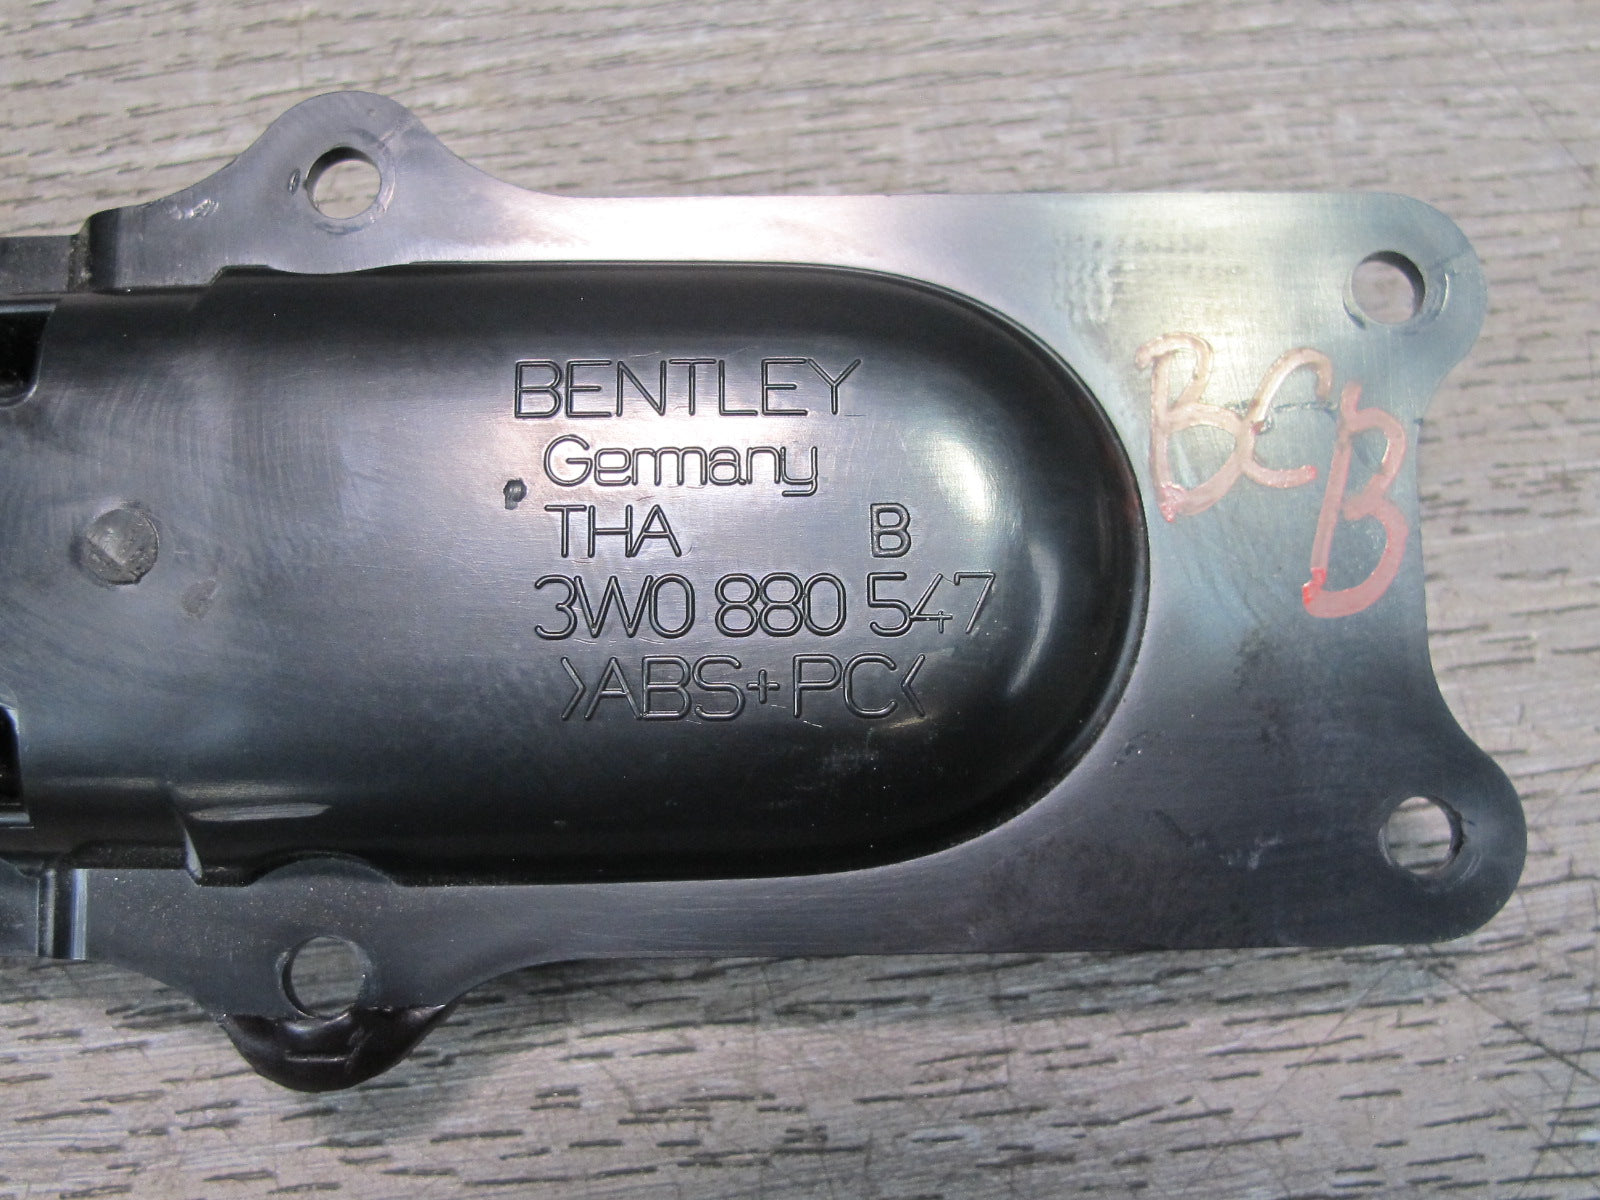 BENTLEY
Germany
THA B
3W0 880 547
>ABS+PC<
BCB